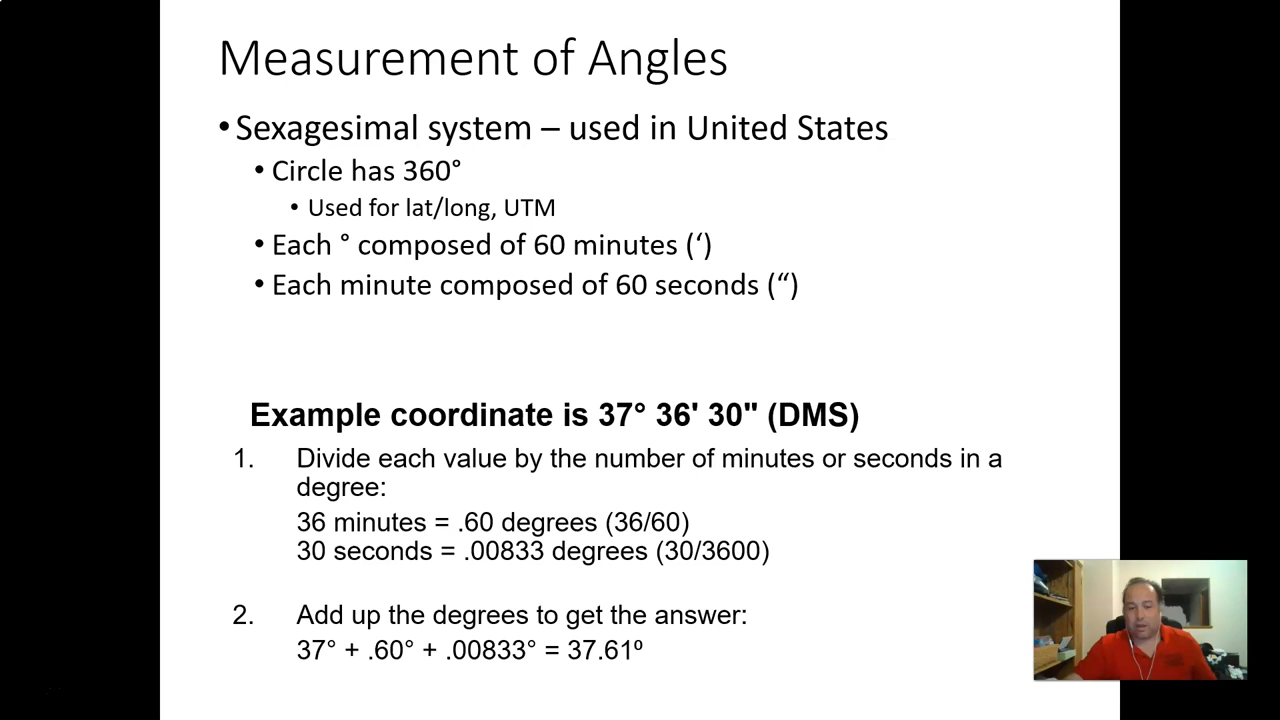 Measurement of Angles
•Sexagesimal system – used in United States
• Circle has 360°
• Used for lat/long, UTM
• Each ° composed of 60 minutes (‘)
• Each minute composed of 60 seconds (“)
Example coordinate is 37° 36' 30" (DMS)
1. Divide each value by the number of minutes or seconds in a
degree:
36 minutes = .60 degrees (36/60)
30 seconds = .00833 degrees (30/3600)
2. Add up the degrees to get the answer:
37° + .60° + .00833° = 37.61º